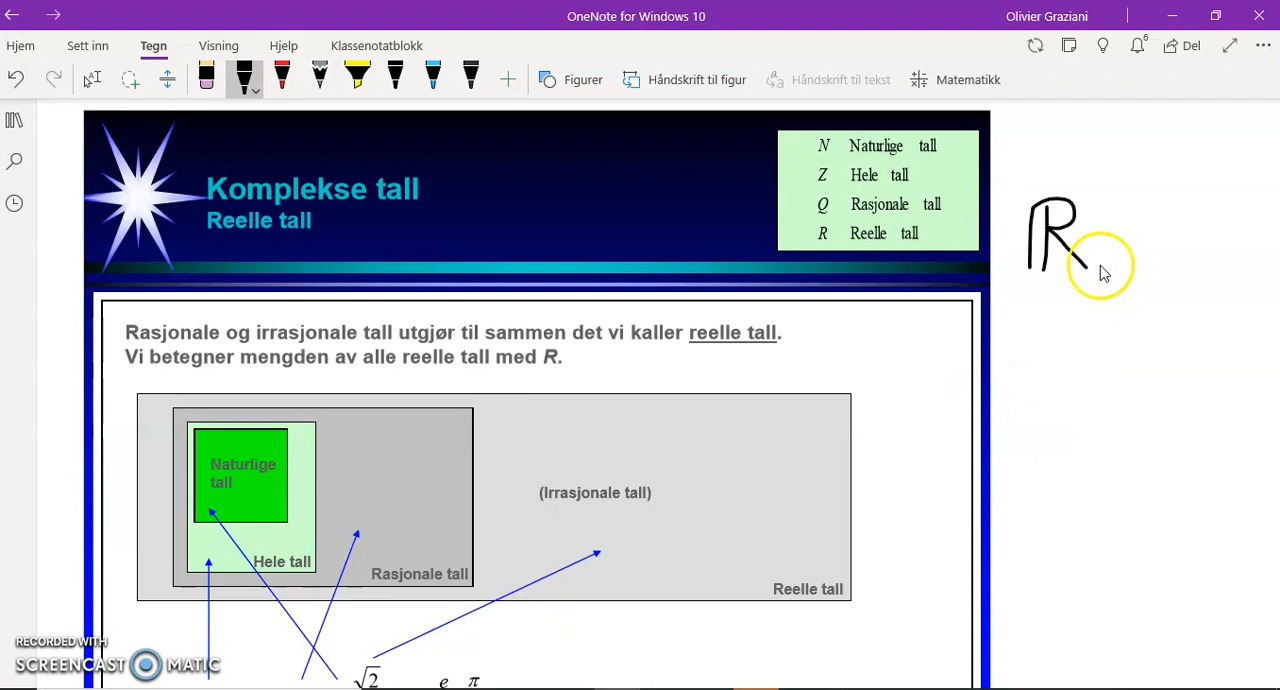 OneNote for Windows 10
Olivier Graziani
Hjem Sett inn Tegn Visning Hjelp Klassenotatblokk
6 Del
Figurer Håndskrift til figur Håndskrift til tekst Matematikk
Komplekse tall
Reelle tall
N Naturlige tall
Z Hele tall
Q Rasjonale tall
R Reelle tall
ℝ
Rasjonale og irrasjonale tall utgjør til sammen det vi kaller reelle tall.
Vi betegner mengden av alle reelle tall med R.
Naturlige
tall
(Irrasjonale tall)
Hele tall
Rasjonale tall
Reelle tall
√2 e π
RECORDED WITH
SCREENCAST MATIC